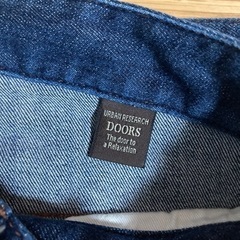 URBAN RESEARCH
DOORS
The door to
a Relaxation